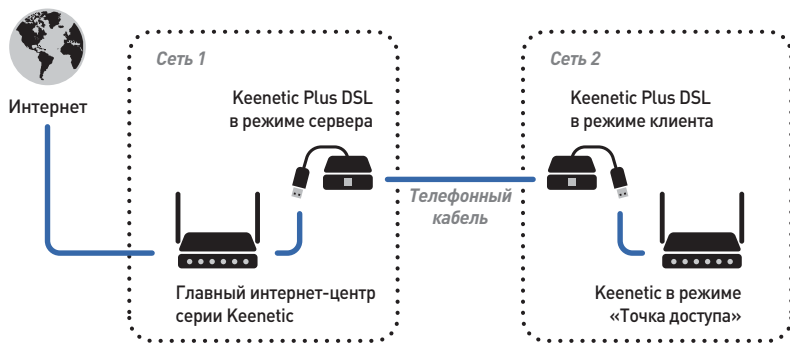 Интернет
Сеть 1
Keenetic Plus DSL
в режиме сервера
Главный интернет-центр
серии Keenetic
Телефонный
кабель
Сеть 2
Keenetic Plus DSL
в режиме клиента
Keenetic в режиме
«Точка доступа»